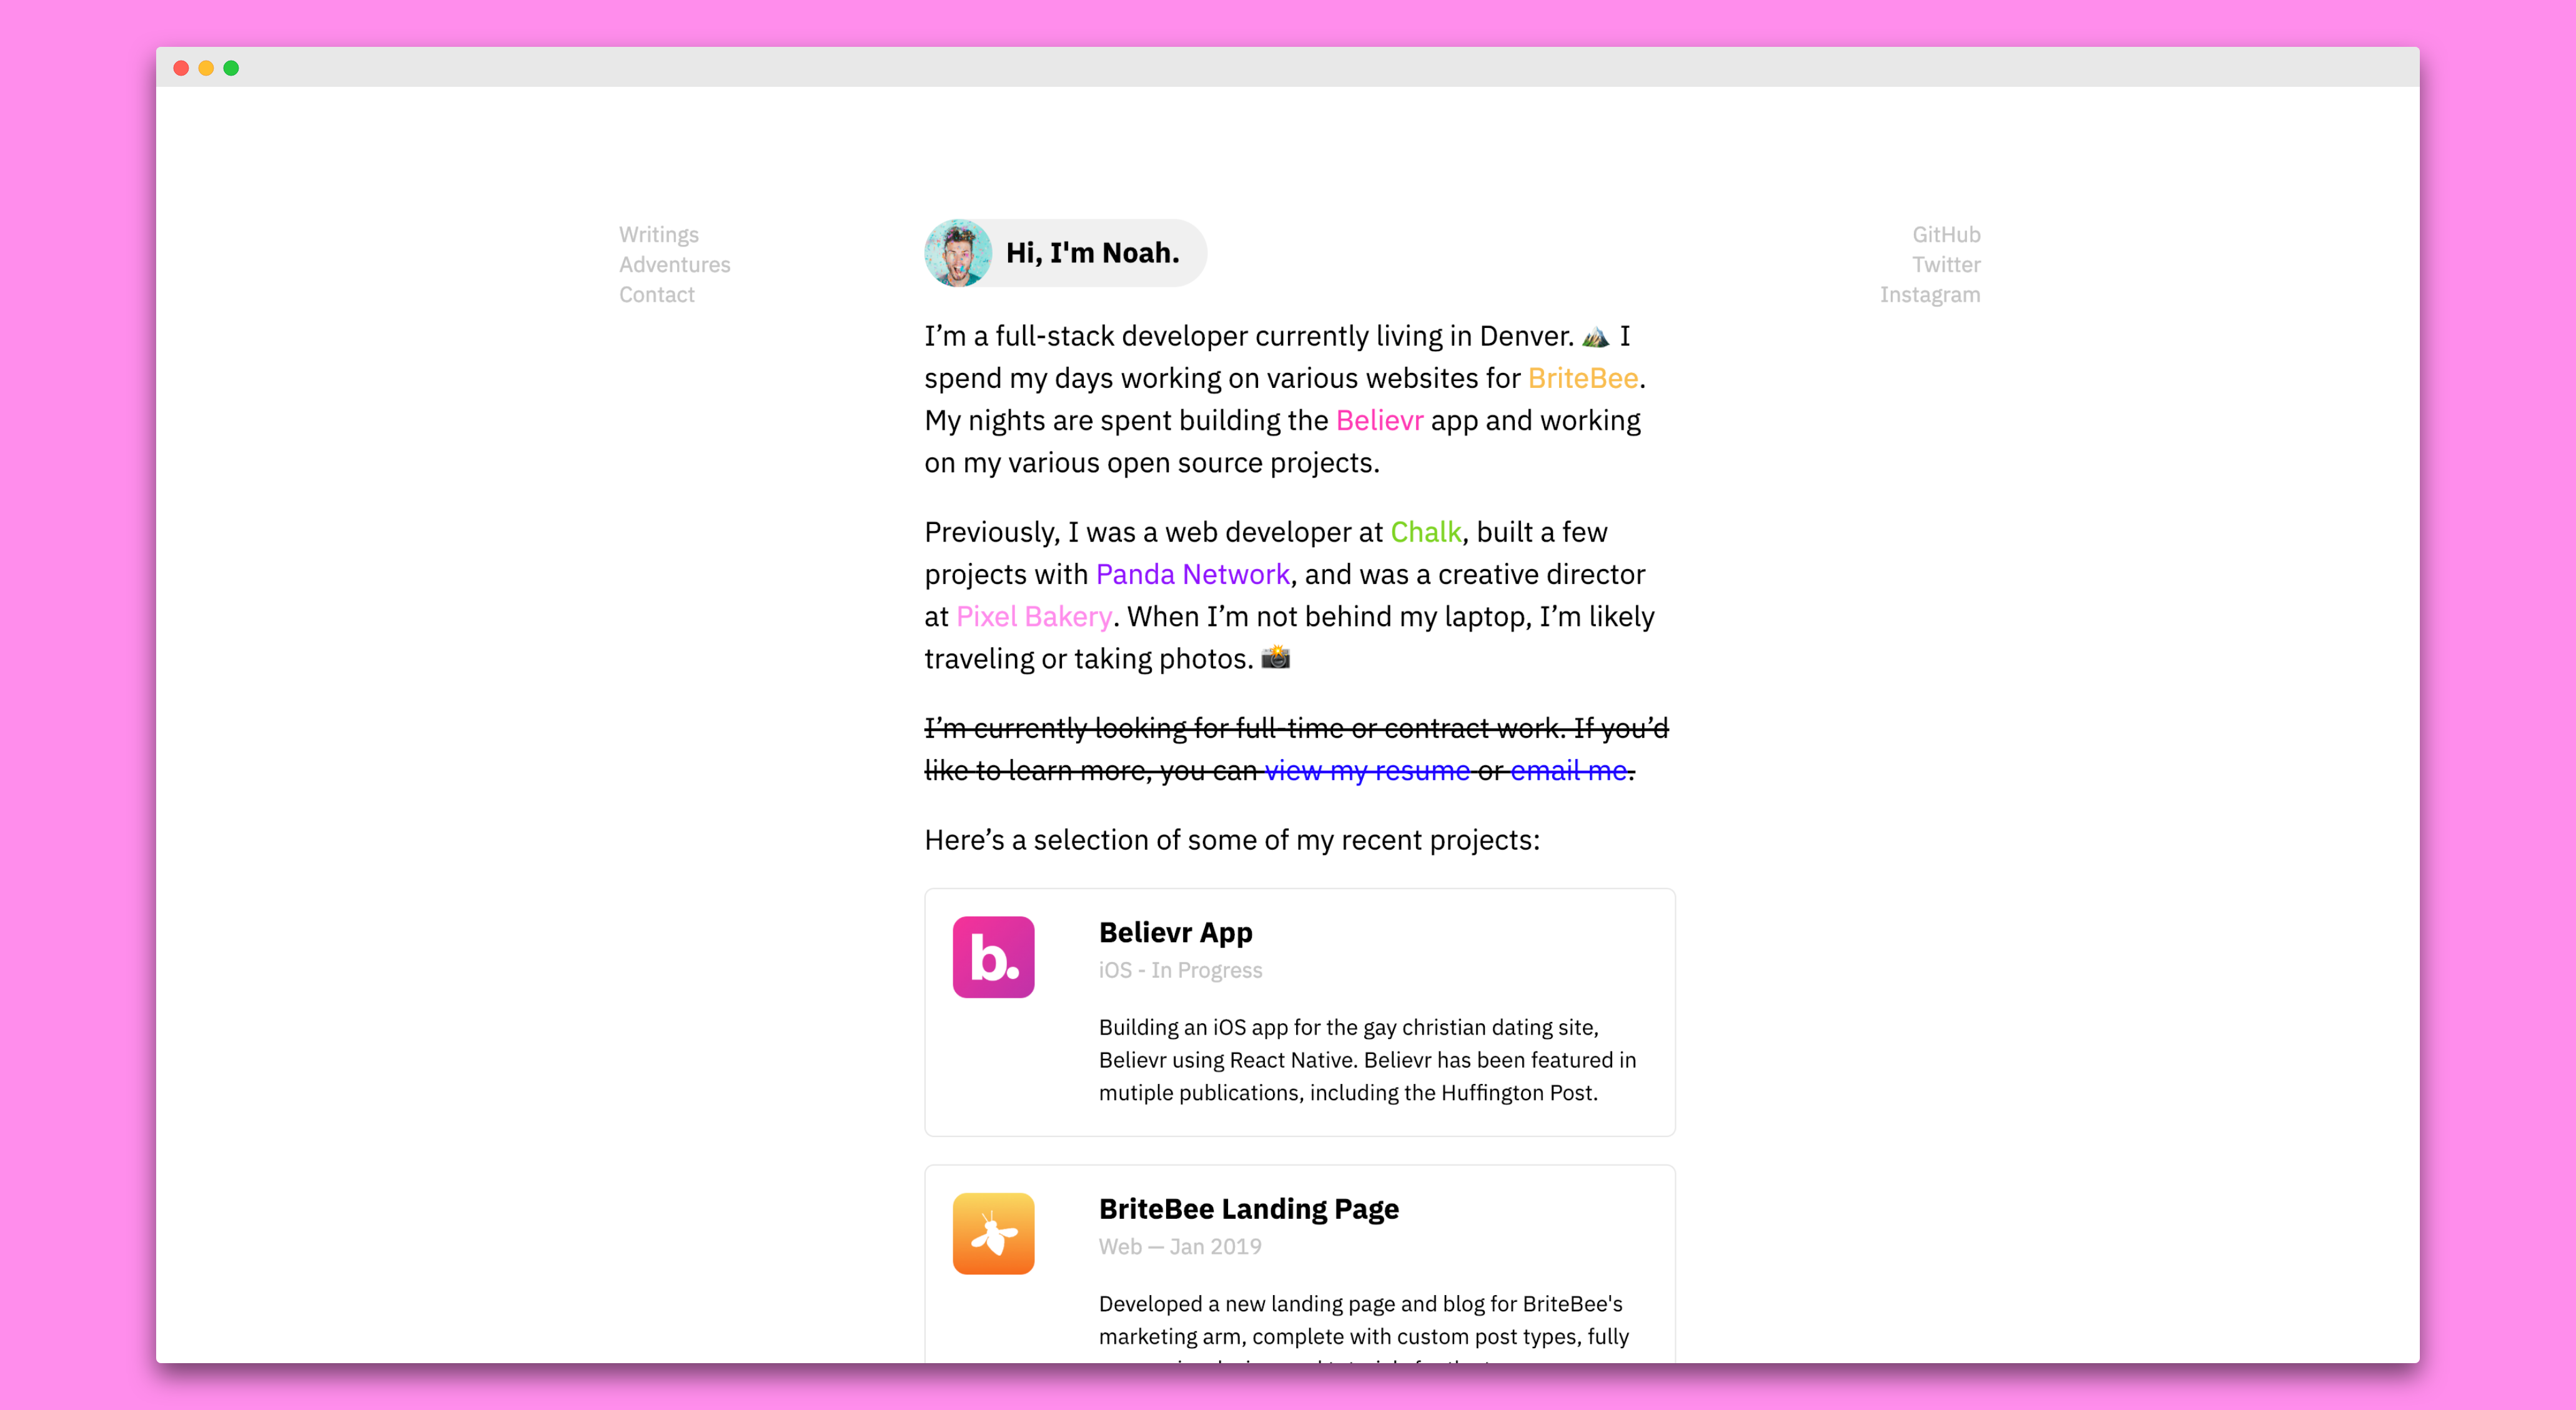 Writings
Adventures
Contact
GitHub
Twitter
Instagram
Hi, I'm Noah.
I’m a full-stack developer currently living in Denver. 🏔️ I
spend my days working on various websites for BriteBee.
My nights are spent building the Believr app and working
on my various open source projects.
Previously, I was a web developer at Chalk, built a few
projects with Panda Network, and was a creative director
at Pixel Bakery. When I’m not behind my laptop, I’m likely
traveling or taking photos. 📸
I’m currently looking for full-time or contract work. If you’d
like to learn more, you can view my resume or email me.
Here’s a selection of some of my recent projects:
b.
Believr App
iOS - In Progress
Building an iOS app for the gay christian dating site,
Believr using React Native. Believr has been featured in
mutiple publications, including the Huffington Post.
BriteBee Landing Page
Web — Jan 2019
Developed a new landing page and blog for BriteBee's
marketing arm, complete with custom post types, fully